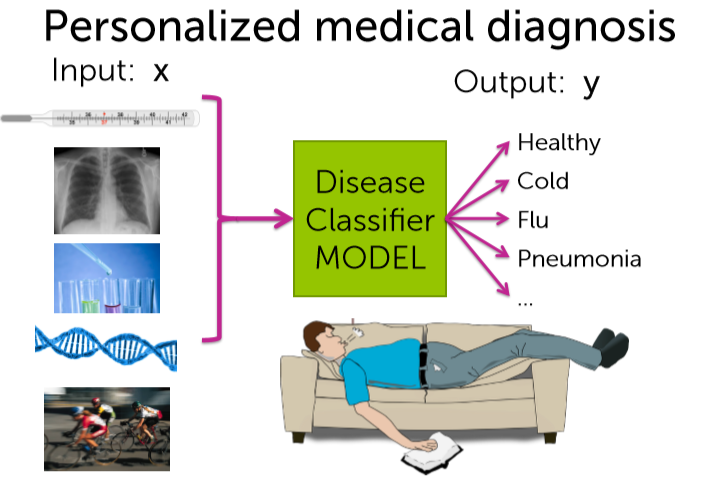 Personalized medical diagnosis
Input: x
Output: y
Disease
Classifier
MODEL
Healthy
Cold
Flu
Pneumonia
...